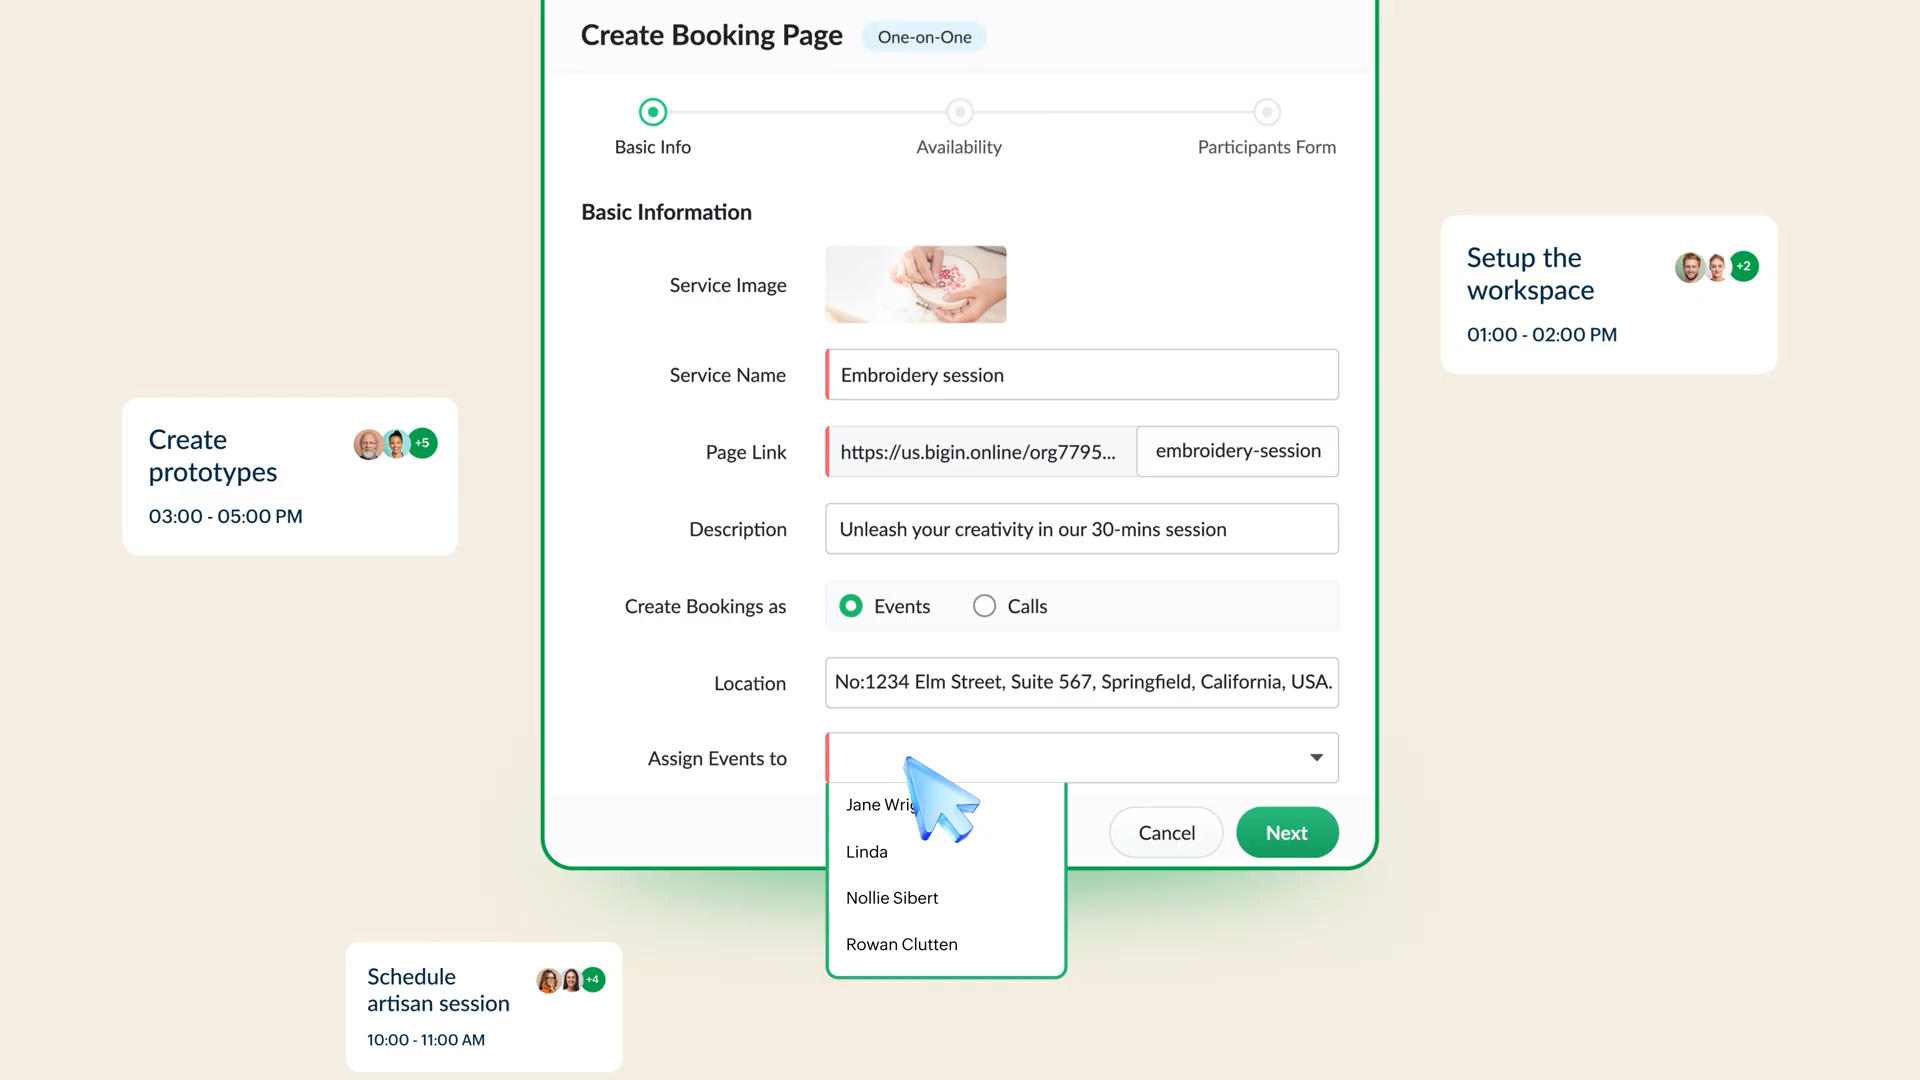 Create Booking Page
One-on-One
Basic Info
Availability
Participants Form
Basic Information
Service Image
Service Name
Embroidery session
Page Link
https://us.bigin.online/org7795...
embroidery-session
Description
Unleash your creativity in our 30-mins session
Create Bookings as
Events
Calls
Location
No:1234 Elm Street, Suite 567, Springfield, California, USA.
Assign Events to
Jane
Linda
Nollie Sibert
Rowan Clutten
Cancel
Next
Setup the
workspace
+2
01:00 - 02:00 PM
Create
prototypes
+5
03:00 - 05:00 PM
Schedule
artisan session
+4
10:00 - 11:00 AM